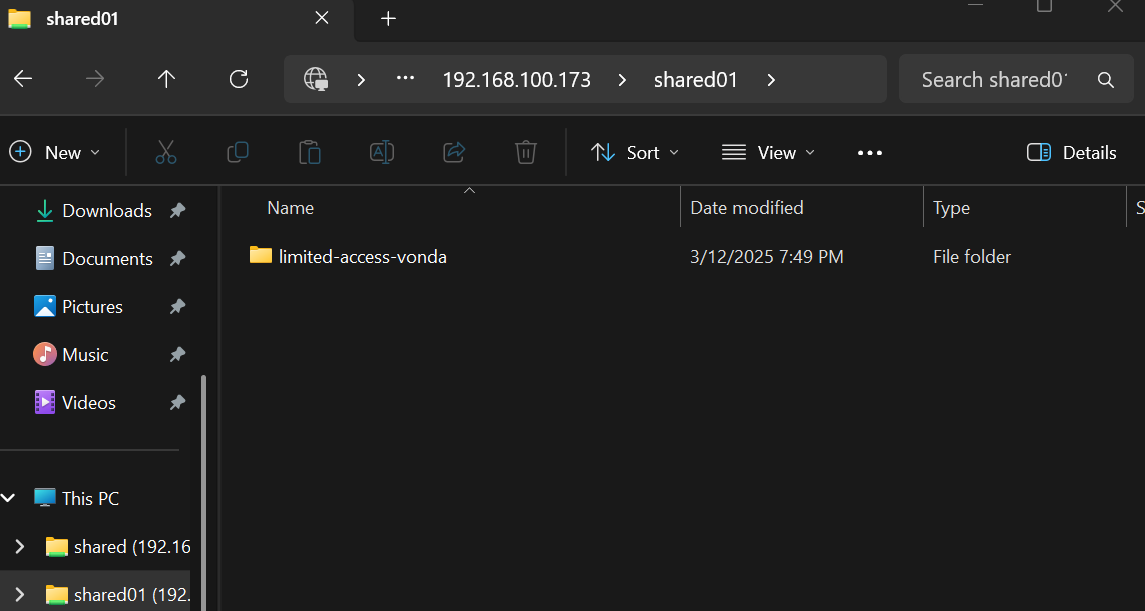 shared01
192.168.100.173 shared01
Search shared01
New
Sort
View
Details
Name
Date modified
Type
S
Downloads
Documents
Pictures
Music
Videos
limited-access-vonda
3/12/2025 7:49 PM
File folder
This PC
shared (192.16
shared01 (192.